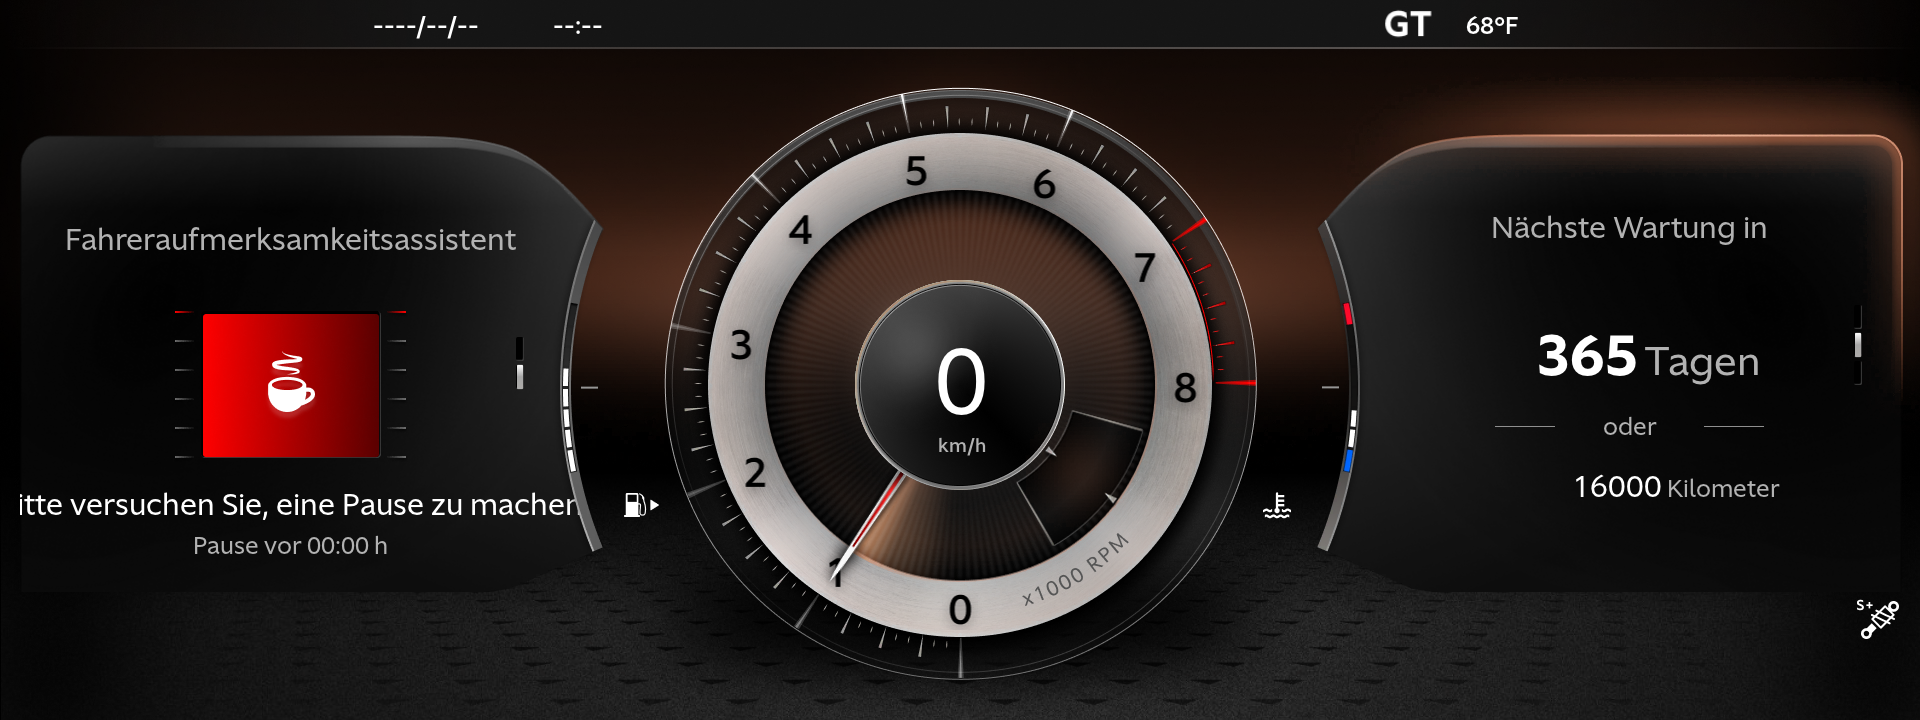 ----/--/--
--:--
GT
68°F
Fahreraufmerksamkeitsassistent
itte versuchen Sie, eine Pause zu machen
Pause vor 00:00 h
0
1
2
3
4
5
6
7
8
x1000 RPM
0
km/h
Nächste Wartung in
365 Tagen
oder
16000 Kilometer
S+